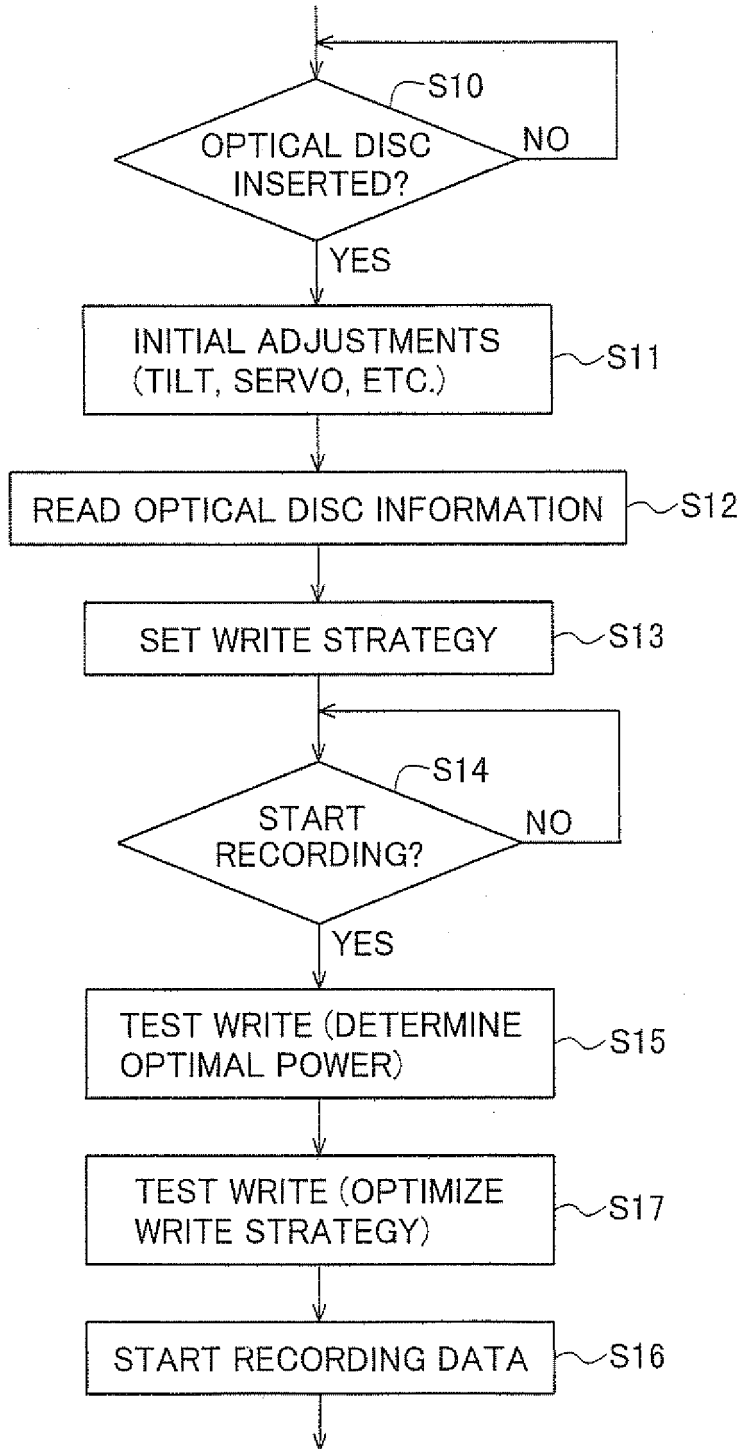 S10
OPTICAL DISC
INSERTED?
NO
YES
INITIAL ADJUSTMENTS
(TILT, SERVO, ETC.)
S11
READ OPTICAL DISC INFORMATION
S12
SET WRITE STRATEGY
S13
S14
START
RECORDING?
NO
YES
TEST WRITE (DETERMINE
OPTIMAL POWER)
S15
TEST WRITE (OPTIMIZE
WRITE STRATEGY)
S17
START RECORDING DATA
S16